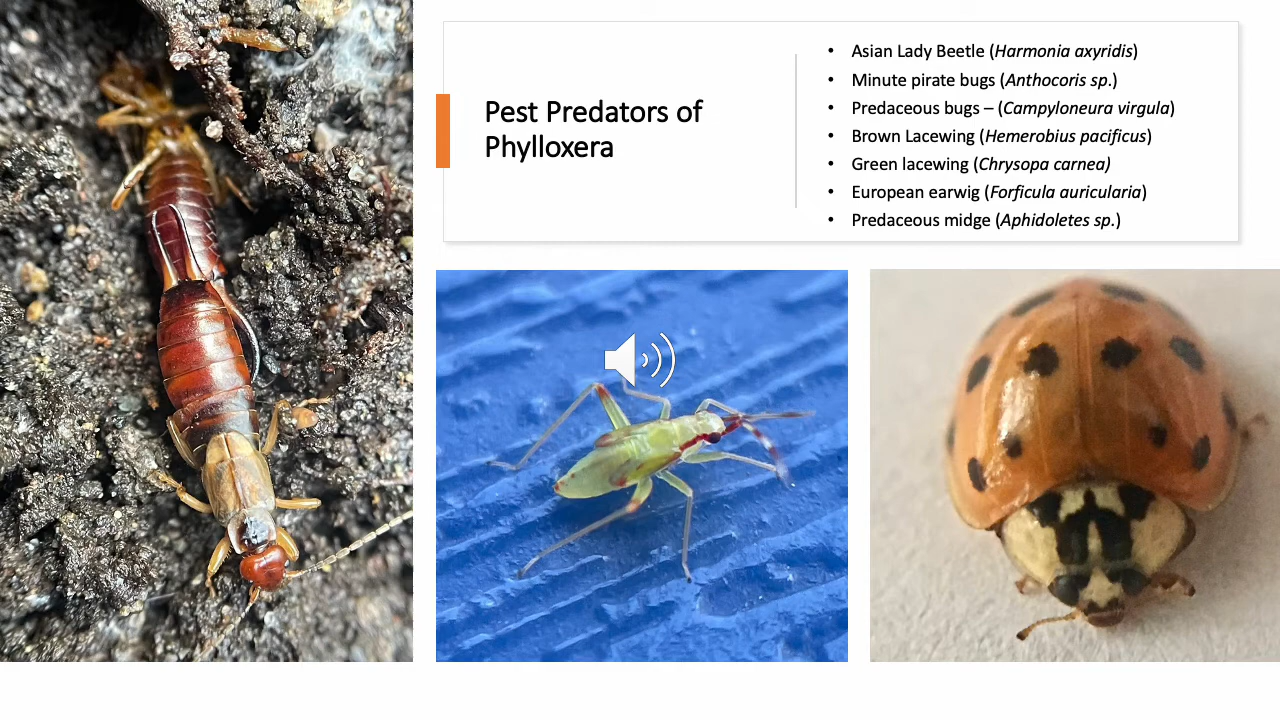 Pest Predators of
Phylloxera
• Asian Lady Beetle (Harmonia axyridis)
• Minute pirate bugs (Anthocoris sp.)
• Predaceous bugs – (Campyloneura virgula)
• Brown Lacewing (Hemerobius pacificus)
• Green lacewing (Chrysopa carnea)
• European earwig (Forficula auricularia)
• Predaceous midge (Aphidoletes sp.)